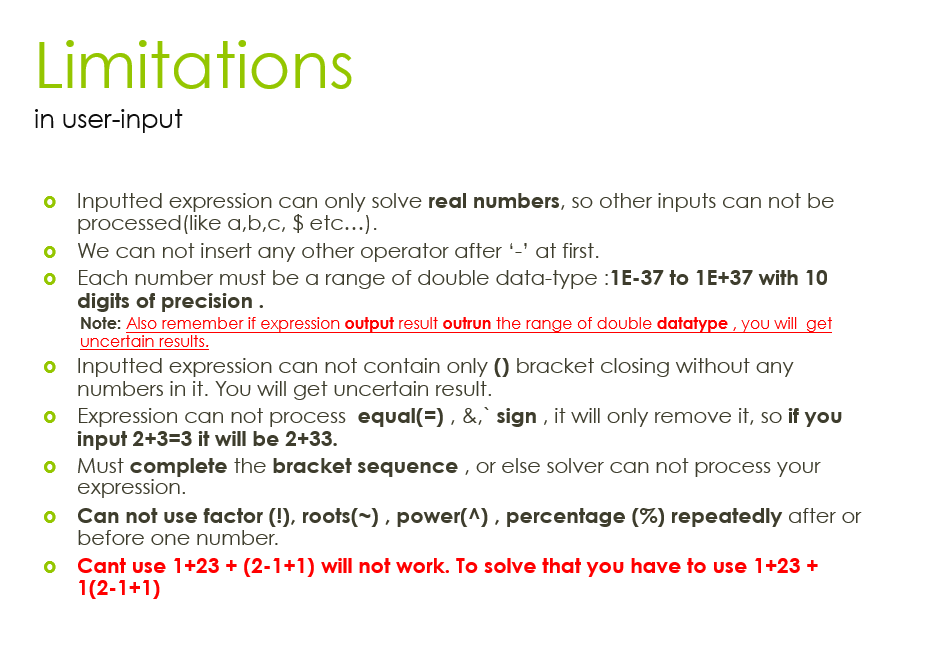 Limitations
in user-input
Inputted expression can only solve real numbers, so other inputs can not be
processed(like a,b,c, $ etc...).
We can not insert any other operator after ‘-’ at first.
Each number must be a range of double data-type :1E-37 to 1E+37 with 10
digits of precision .
Note: Also remember if expression output result outrun the range of double datatype , you will get
uncertain results.
Inputted expression can not contain only () bracket closing without any
numbers in it. You will get uncertain result.
Expression can not process equal(=) , &,` sign , it will only remove it, so if you
input 2+3=3 it will be 2+33.
Must complete the bracket sequence , or else solver can not process your
expression.
Can not use factor (!), roots(~) , power(^) , percentage (%) repeatedly after or
before one number.
Cant use 1+23 + (2-1+1) will not work. To solve that you have to use 1+23 +
1(2-1+1)